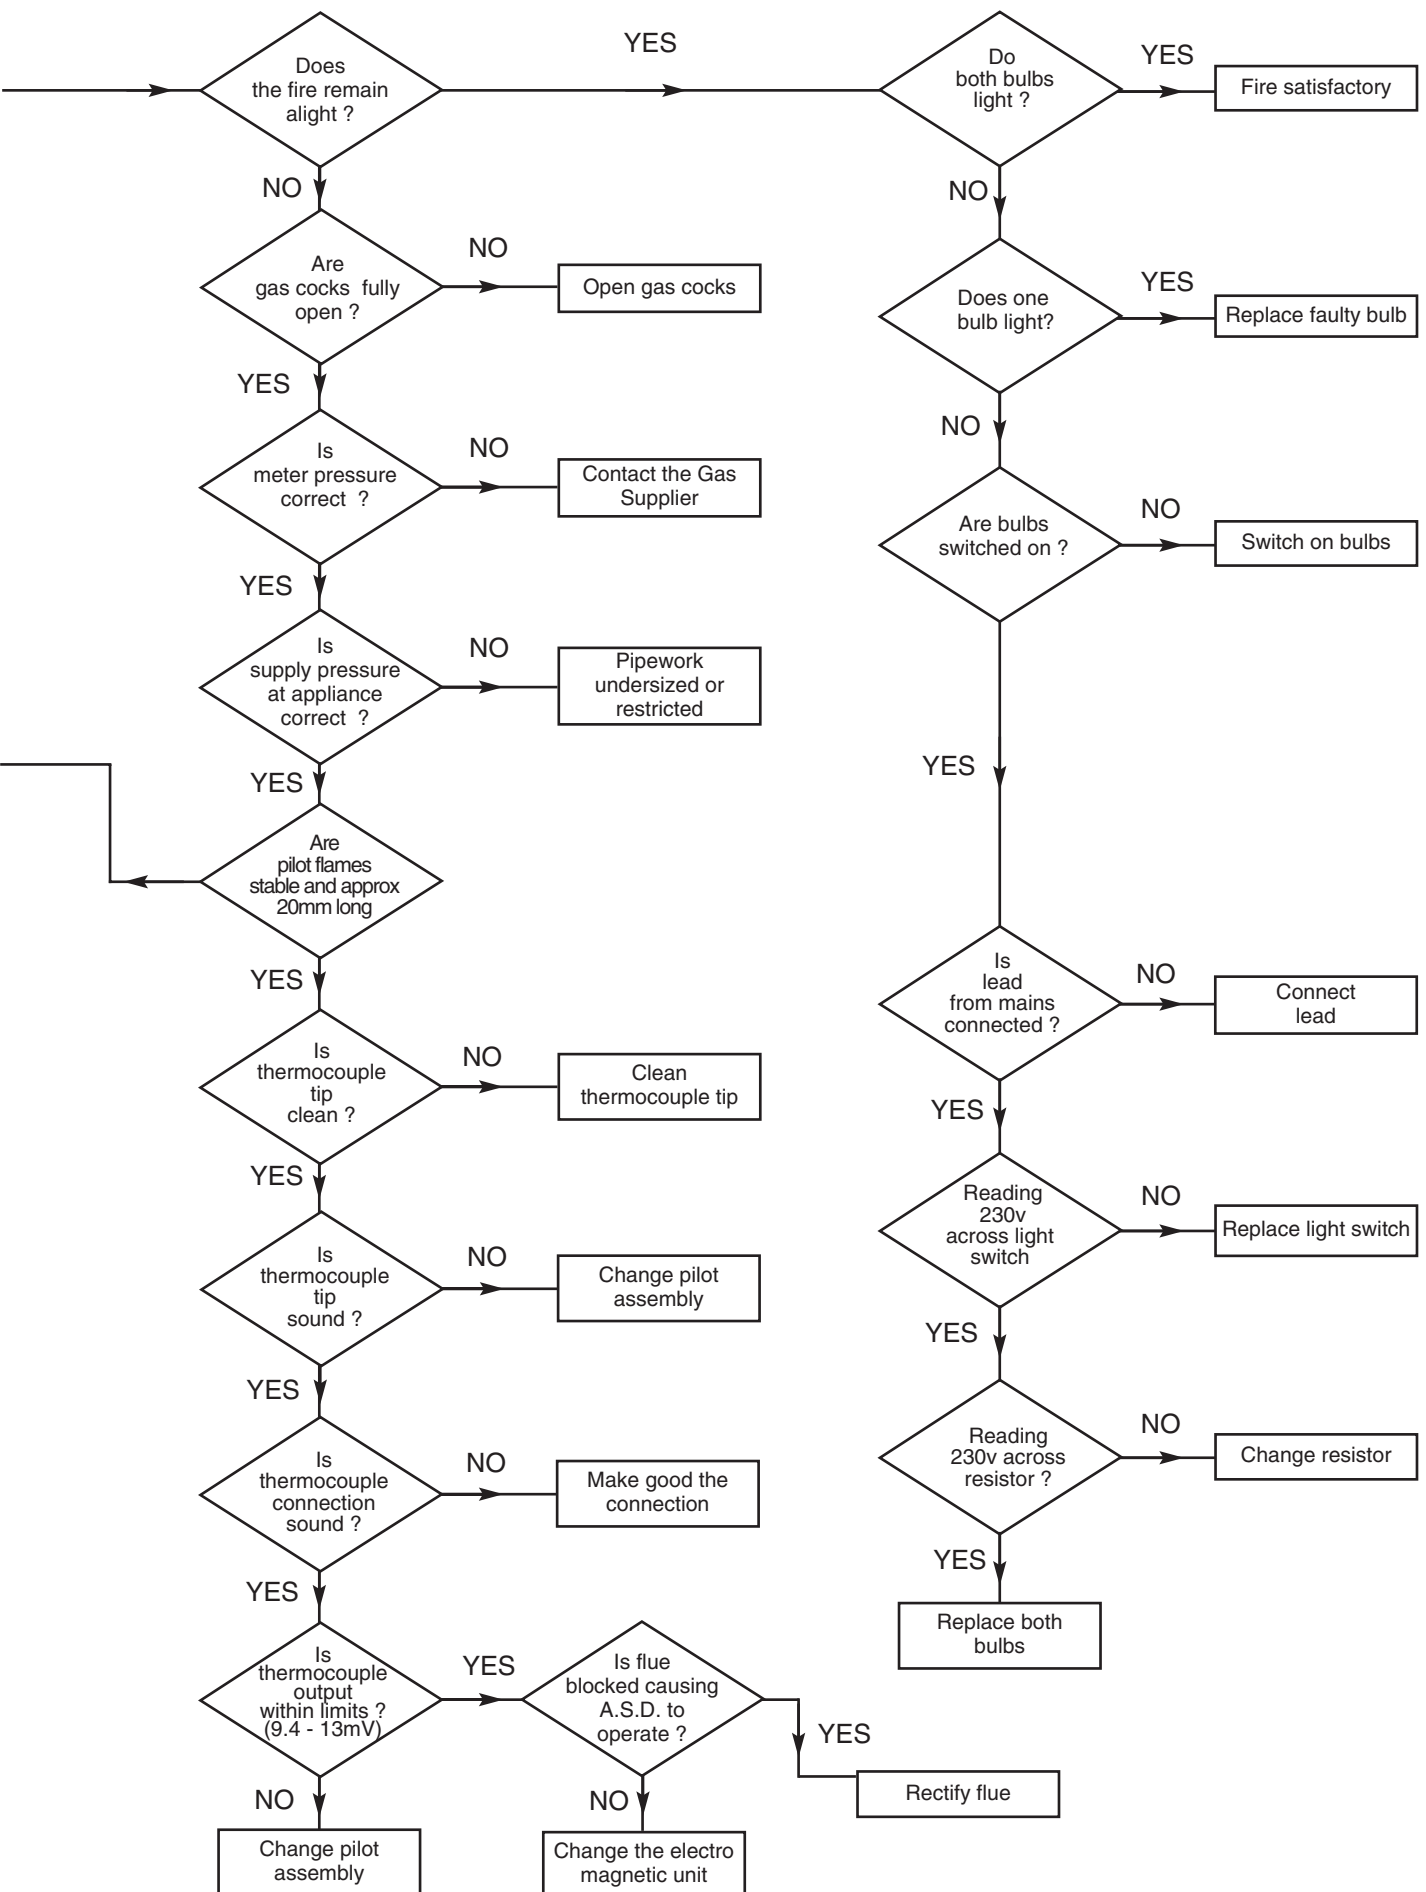 Does
the fire remain
alight ?
YES
NO
Are
gas cocks fully
open ?
NO
Open gas cocks
YES
Is
meter pressure
correct ?
NO
Contact the Gas
Supplier
YES
Is
supply pressure
at appliance
correct ?
NO
Pipework
undersized or
restricted
YES
Are
pilot flames
stable and approx
20mm long
YES
Is
thermocouple
tip
clean ?
NO
Clean
thermocouple tip
YES
Is
thermocouple
tip
sound ?
NO
Change pilot
assembly
YES
Is
thermocouple
connection
sound ?
NO
Make good the
connection
YES
Is
thermocouple
output
within limits ?
(9.4 - 13mV)
NO
Change pilot
assembly
YES
Is flue
blocked causing
A.S.D. to
operate ?
NO
Change the electro
magnetic unit
YES
Rectify flue
Do
both bulbs
light ?
YES
Fire satisfactory
NO
Does one
bulb light?
YES
Replace faulty bulb
NO
Are bulbs
switched on ?
NO
Switch on bulbs
YES
Is
lead
from mains
connected ?
NO
Connect
lead
YES
Reading
230v
across light
switch
NO
Replace light switch
YES
Reading
230v across
resistor ?
NO
Change resistor
YES
Replace both
bulbs